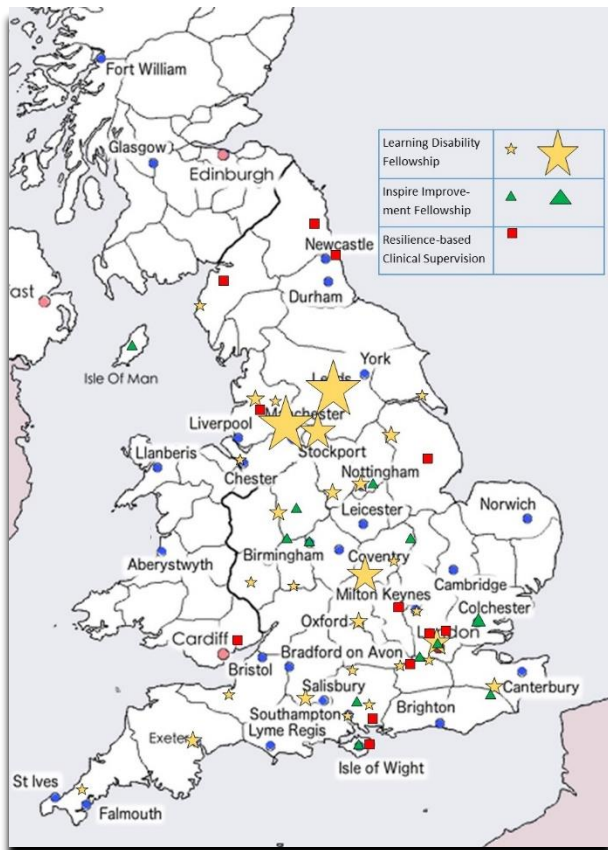 Fort William
Glasgow
Edinburgh
Learning Disability
Fellowship
Inspire Improve-
ment Fellowship
Resilience-based
Clinical Supervision
Newcastle
Durham
ast
Isle Of Man
York
Liverpool
Stockport
Llanberis
Chester
Nottingham
Norwich
Leicester
Birmingham
Coventry
Aberystwyth
Cambridge
Milton Keynes
Colchester
Oxford
Cardiff
Bradford on Avon
Bristol
Salisbury
Canterbury
Southampton
Brighton
Exeter
Lyme Regis
Isle of Wight
St Ives
Falmouth